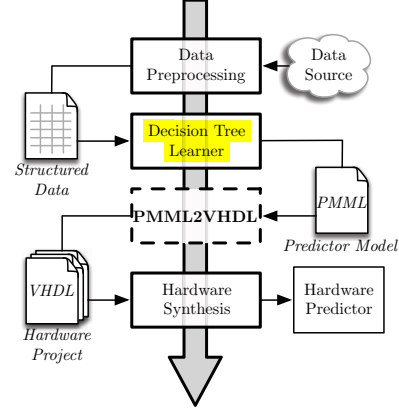 Data
Preprocessing
Data
Source
Structured
Data
Decision Tree
Learner
PMML
Predictor Model
PMML2VHDL
VHDL
Hardware
Project
Hardware
Synthesis
Hardware
Predictor